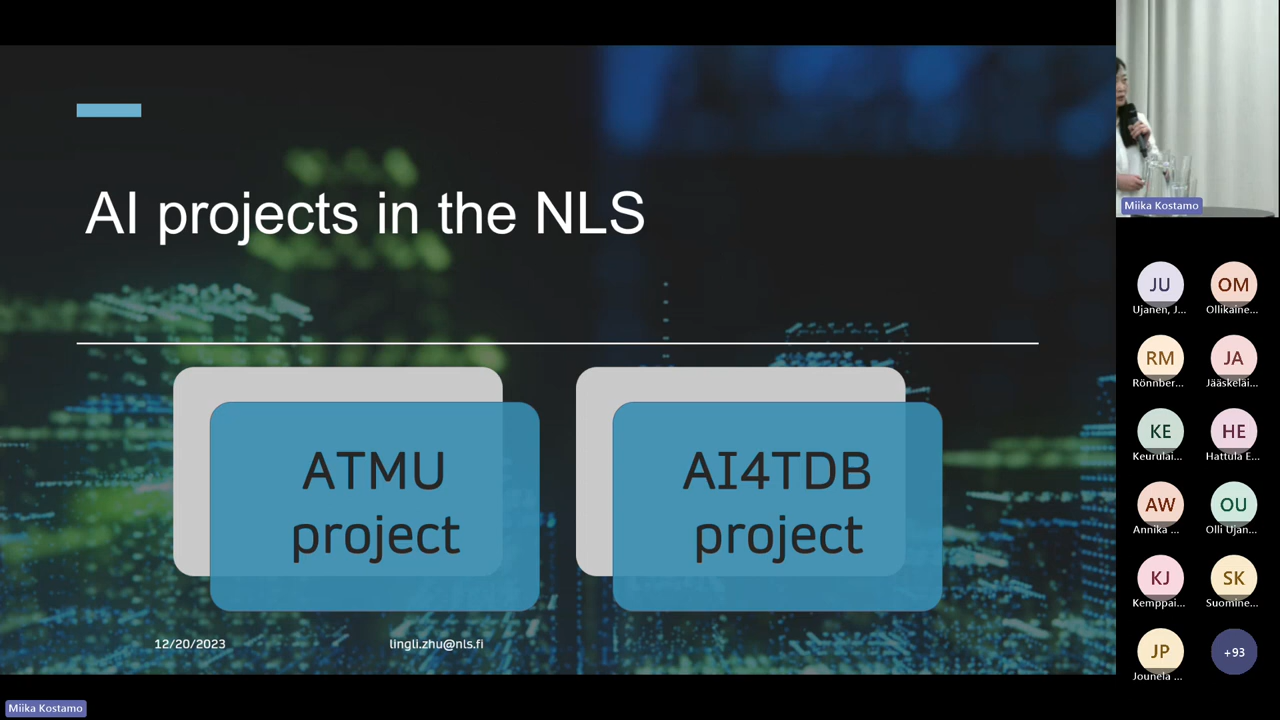 AI projects in the NLS
ATMU
project
AI4TDB
project
12/20/2023
lingli.zhu@nls.fi
Miika Kostamo
JU
Ujanen, J...
OM
Ollikaine...
RM
Rönnber...
JA
Jääskeläi...
KE
Keurulai...
HE
Hattula E...
AW
Annika ...
OU
Olli Ujan...
KJ
Kemppai...
SK
Suomine...
JP
Jounela ...
+93
Miika Kostamo